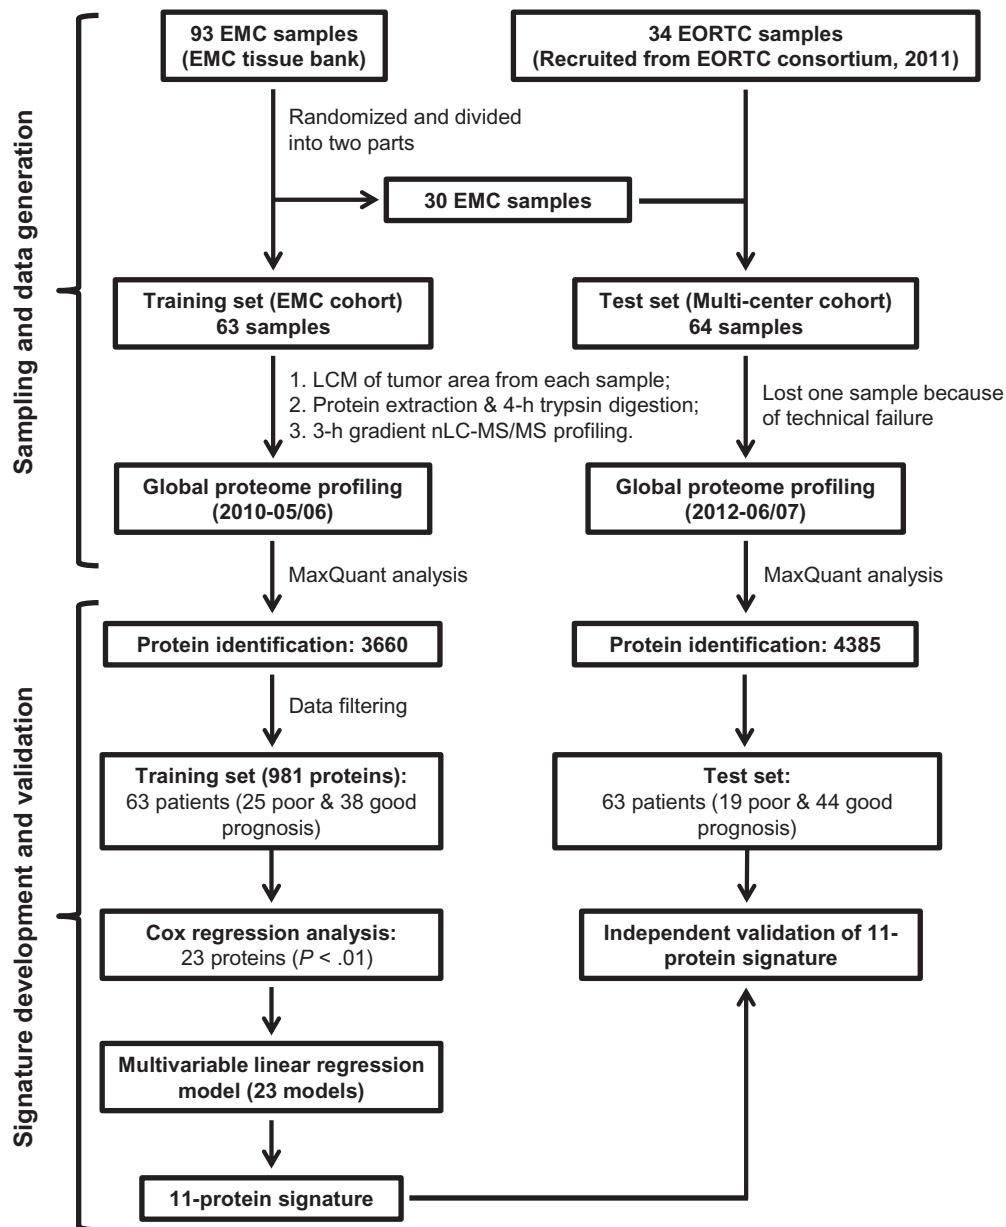 93 EMC samples
(EMC tissue bank)
34 EORTC samples
(Recruited from EORTC consortium, 2011)
Randomized and divided
into two parts
30 EMC samples
Training set (EMC cohort)
63 samples
Test set (Multi-center cohort)
64 samples
1. LCM of tumor area from each sample;
2. Protein extraction & 4-h trypsin digestion;
3. 3-h gradient nLC-MS/MS profiling.
Lost one sample because
of technical failure
Global proteome profiling
(2010-05/06)
Global proteome profiling
(2012-06/07)
MaxQuant analysis
MaxQuant analysis
Sampling and data generation
Protein identification: 3660
Protein identification: 4385
Data filtering
Training set (981 proteins):
63 patients (25 poor & 38 good
prognosis)
Test set:
63 patients (19 poor & 44 good
prognosis)
Cox regression analysis:
23 proteins (P < .01)
Independent validation of 11-
protein signature
Multivariable linear regression
model (23 models)
11-protein signature
Signature development and validation